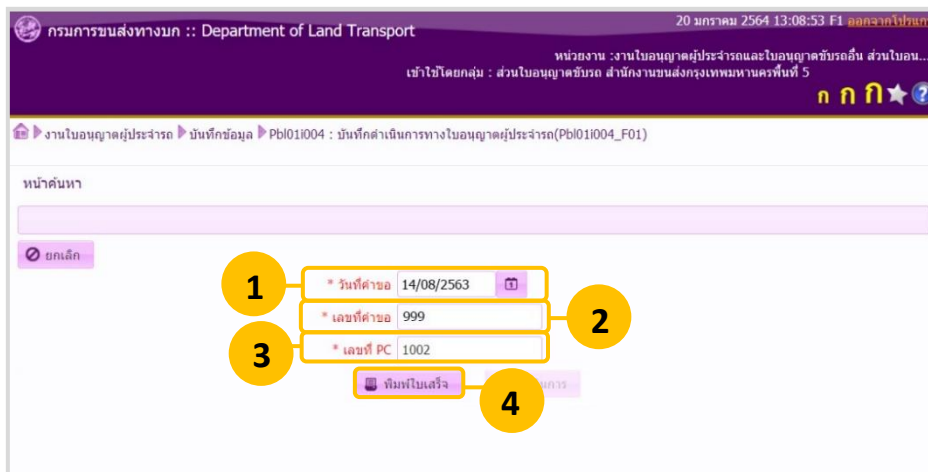 20 มกราคม 2564 13:08:53 F1 ออกจากโปรแกร
กรมการขนส่งทางบก :: Department of Land Transport
หน่วยงาน :งานใบอนุญาตผู้ประจำรถและใบอนุญาตขับรถอื่น ส่วนใบอน...
เข้าใช้โดยกลุ่ม : ส่วนใบอนุญาตขับรถ สำนักงานขนส่งกรุงเทพมหานครพื้นที่ 5
ก ก ก
งานใบอนุญาตผู้ประจำรถ บันทึกข้อมูล Pbl01i004 : บันทึกดำเนินการทางใบอนุญาตผู้ประจำรถ(Pbl01i004_F01)
หน้าค้นหา
ยกเลิก
1 * วันที่คำขอ 14/08/2563
* เลขที่คำขอ 999 2
3 * เลขที่ PC 1002
พิมพ์ใบเสร็จ 4